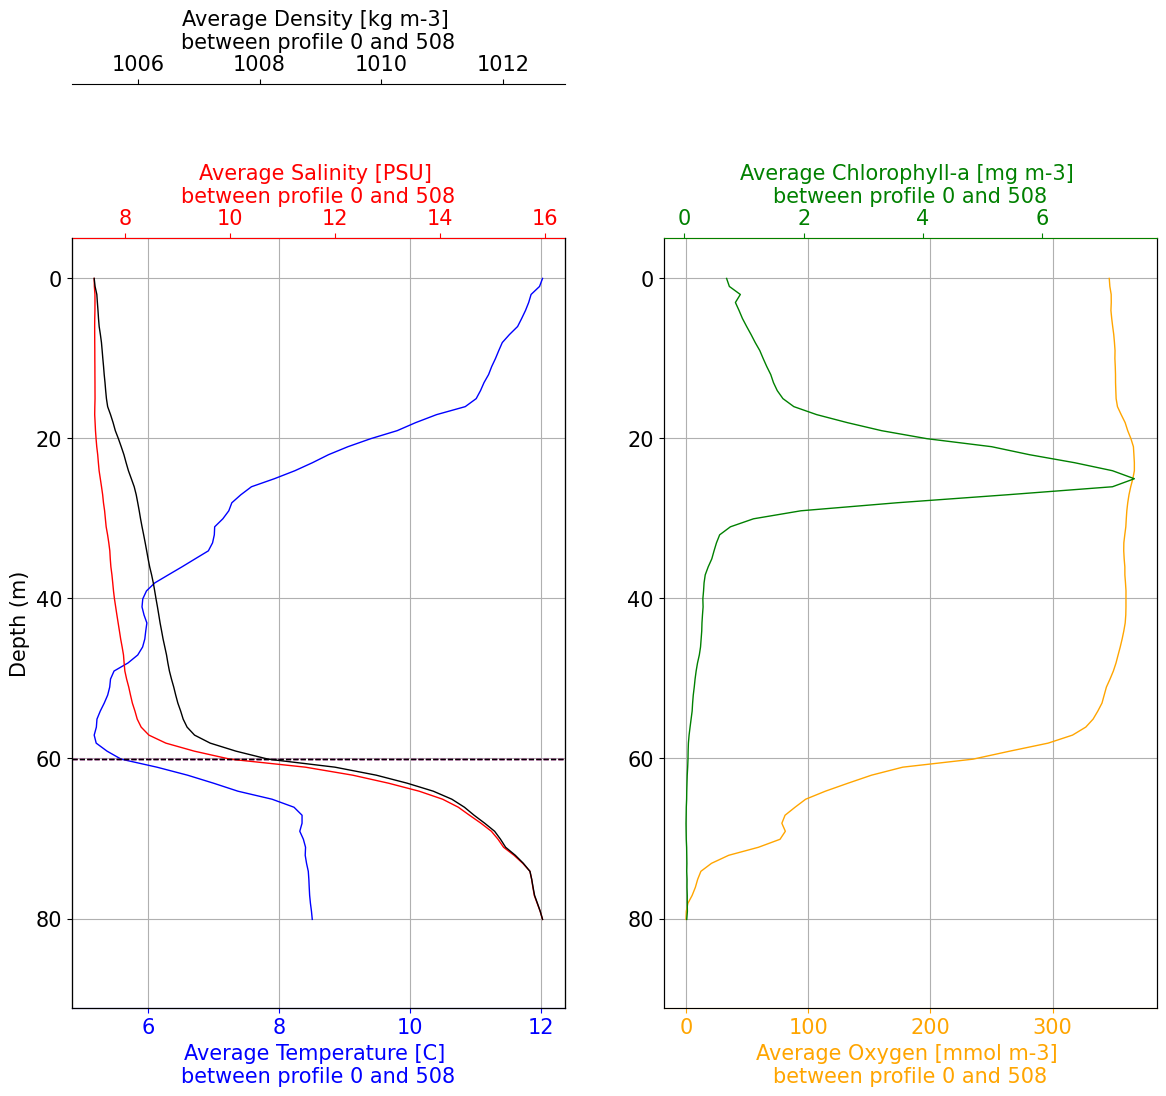 Average Density [kg m-3]
between profile 0 and 508
1006 1008 1010 1012
Average Salinity [PSU]
between profile 0 and 508
8 10 12 14 16
0
20
40
60
80
Depth (m)
6 8 10 12
Average Temperature [C]
between profile 0 and 508
Average Chlorophyll-a [mg m-3]
between profile 0 and 508
0 2 4 6
0
20
40
60
80
0 100 200 300
Average Oxygen [mmol m-3]
between profile 0 and 508